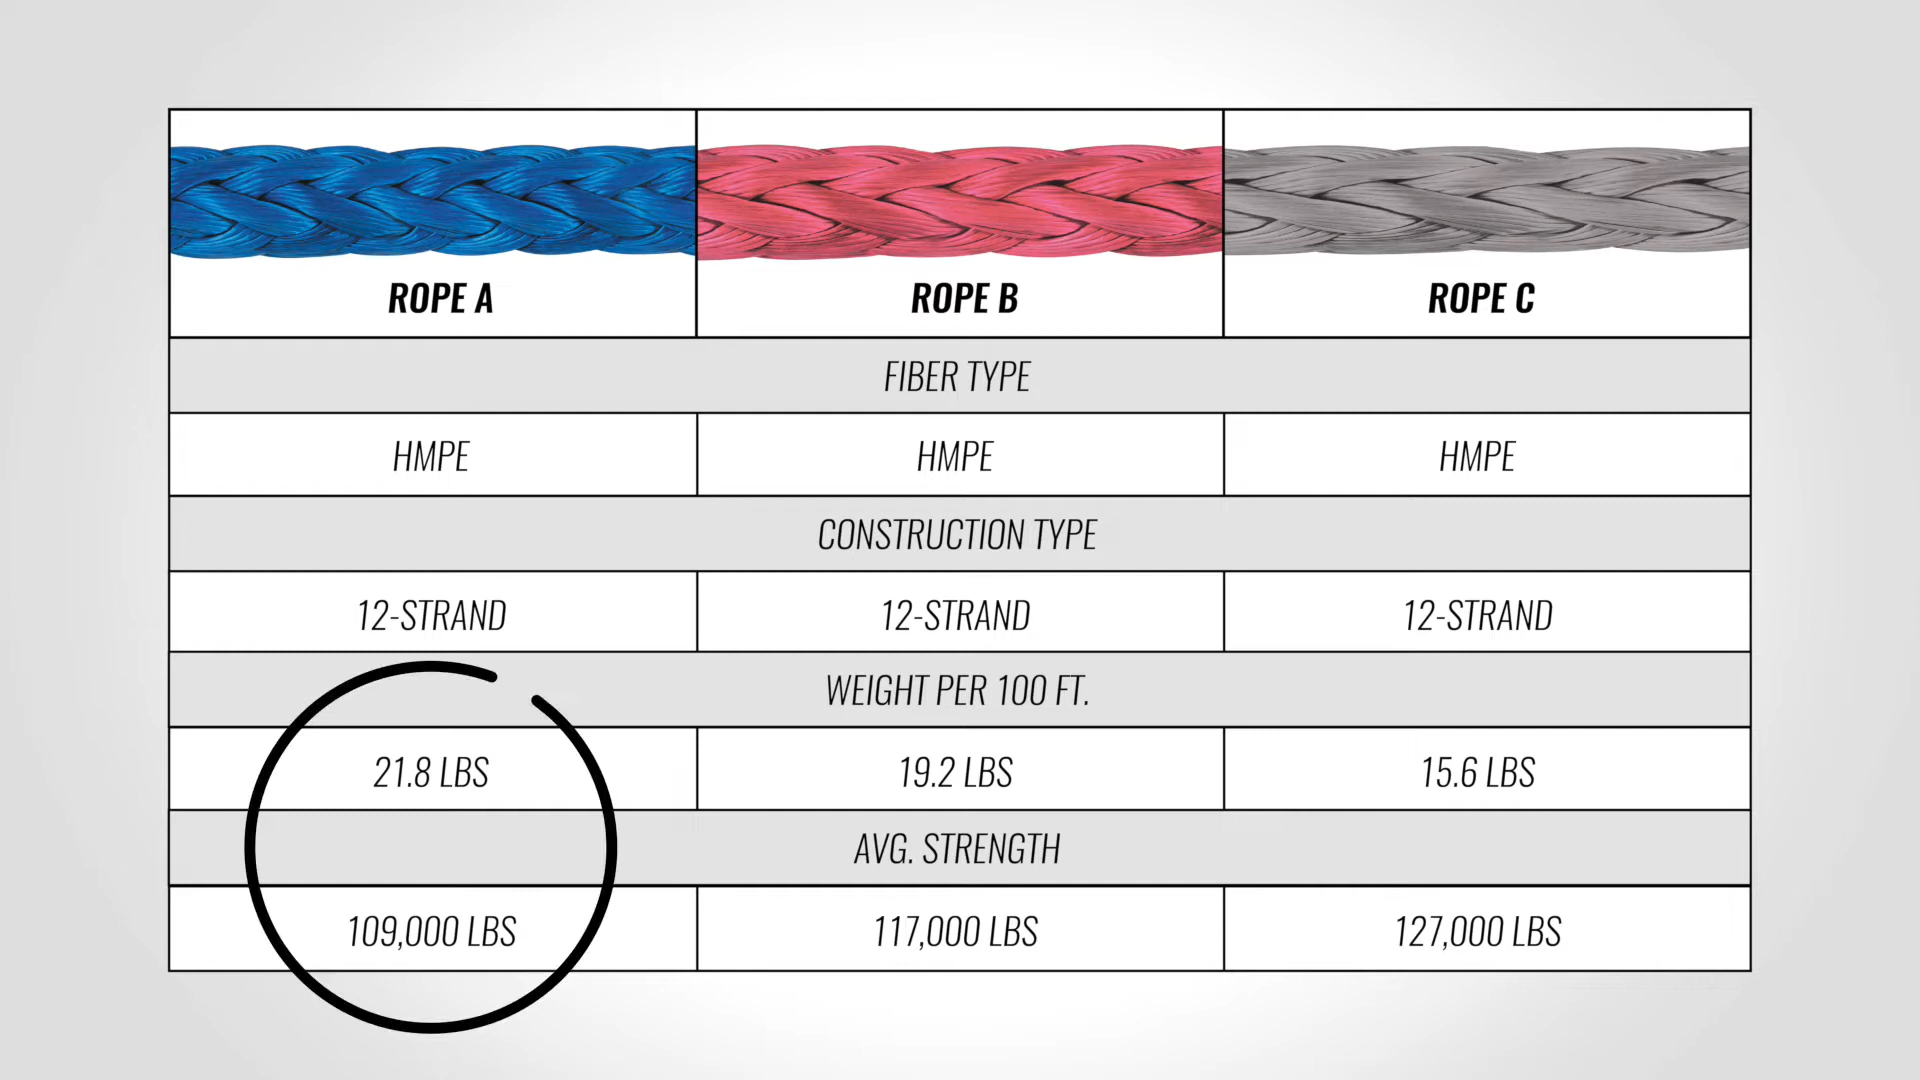 ROPE A ROPE B ROPE C
FIBER TYPE
HMPE HMPE HMPE
CONSTRUCTION TYPE
12-STRAND 12-STRAND 12-STRAND
WEIGHT PER 100 FT.
21.8 LBS 19.2 LBS 15.6 LBS
AVG. STRENGTH
109,000 LBS 117,000 LBS 127,000 LBS